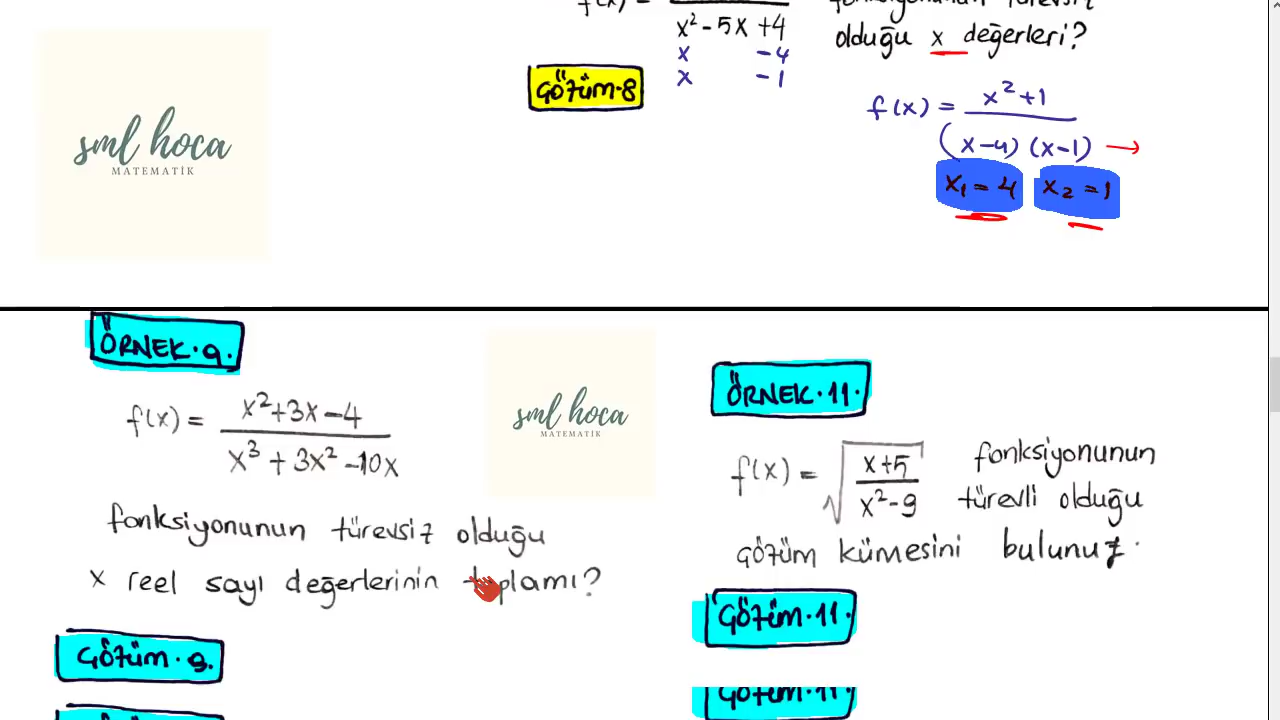 x² - 5x + 4
x -4
x -1
olduğu x değerleri?
ÇÖZÜM·8
f(x) = x² + 1 / (x-4) (x-1) →
x₁ = 4 x₂ = 1
sml hoca
MATEMATİK
ÖRNEK·9.
f(x) = x² + 3x - 4 / x³ + 3x² - 10x
fonksiyonunun türevsiz olduğu
x reel sayı değerlerinin toplamı?
ÇÖZÜM·9.
sml hoca
MATEMATİK
ÖRNEK·11.
f(x) = √ x+5 / x²-9 fonksiyonunun
türevli olduğu
çözüm kümesini bulunuz.
ÇÖZÜM·11.
ÇÖZÜM·11.